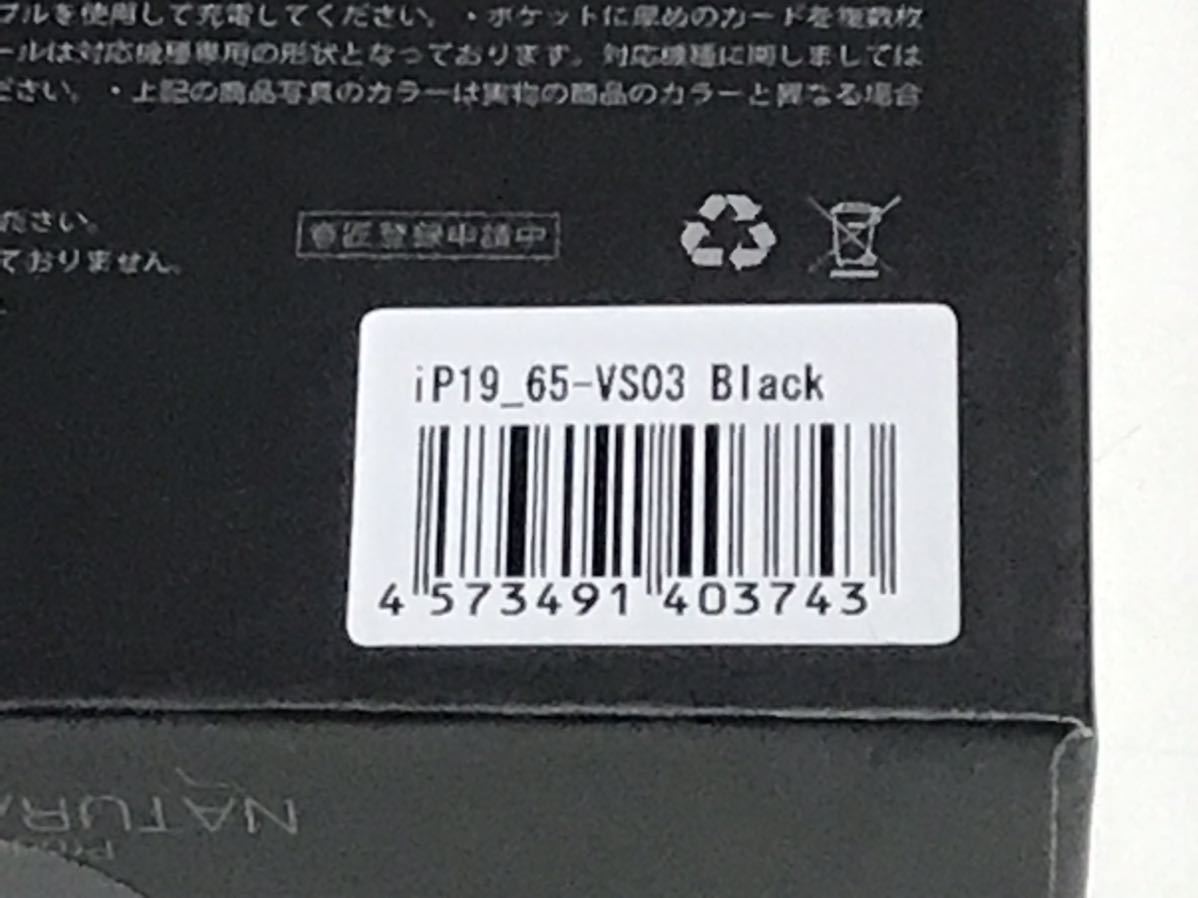 ブルを使用して充電してください。・ポケットに厚めのカードを複数枚
ールは対応機種専用の形状となっております。対応機種に関しましては
ださい。・上記の商品写真のカラーは実物の商品のカラーと異なる場合
ださい。
ておりません。
意匠登録申請中
iP19_65-VS03 Black
4 573491 403743
NATUR